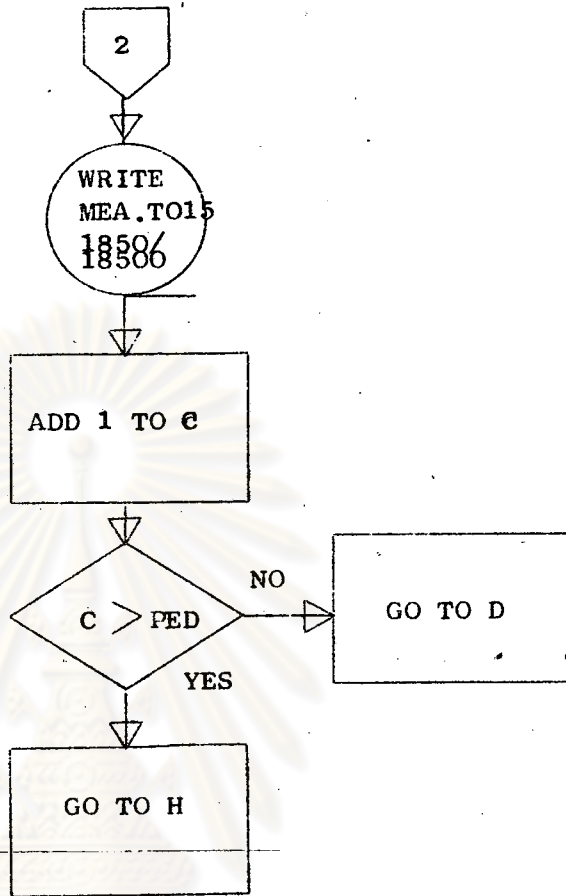 2
WRITE
MEA.TO15
1850/
18500
ADD 1 TO C
C > PED
NO
YES
GO TO D
GO TO H